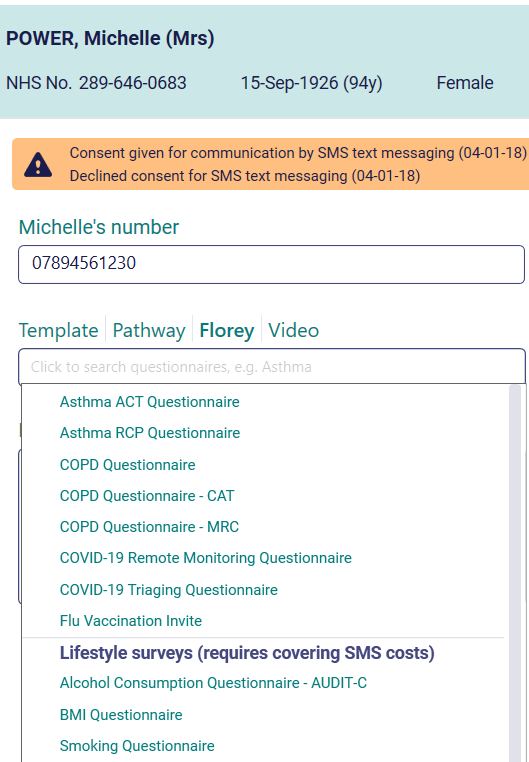 POWER, Michelle (Mrs)
NHS No. 289-646-0683 15-Sep-1926 (94y) Female
Consent given for communication by SMS text messaging (04-01-18)
Declined consent for SMS text messaging (04-01-18)
Michelle's number
07894561230
Template Pathway Florey Video
Click to search questionnaires, e.g. Asthma
Asthma ACT Questionnaire
Asthma RCP Questionnaire
COPD Questionnaire
COPD Questionnaire - CAT
COPD Questionnaire - MRC
COVID-19 Remote Monitoring Questionnaire
COVID-19 Triaging Questionnaire
Flu Vaccination Invite
Lifestyle surveys (requires covering SMS costs)
Alcohol Consumption Questionnaire - AUDIT-C
BMI Questionnaire
Smoking Questionnaire